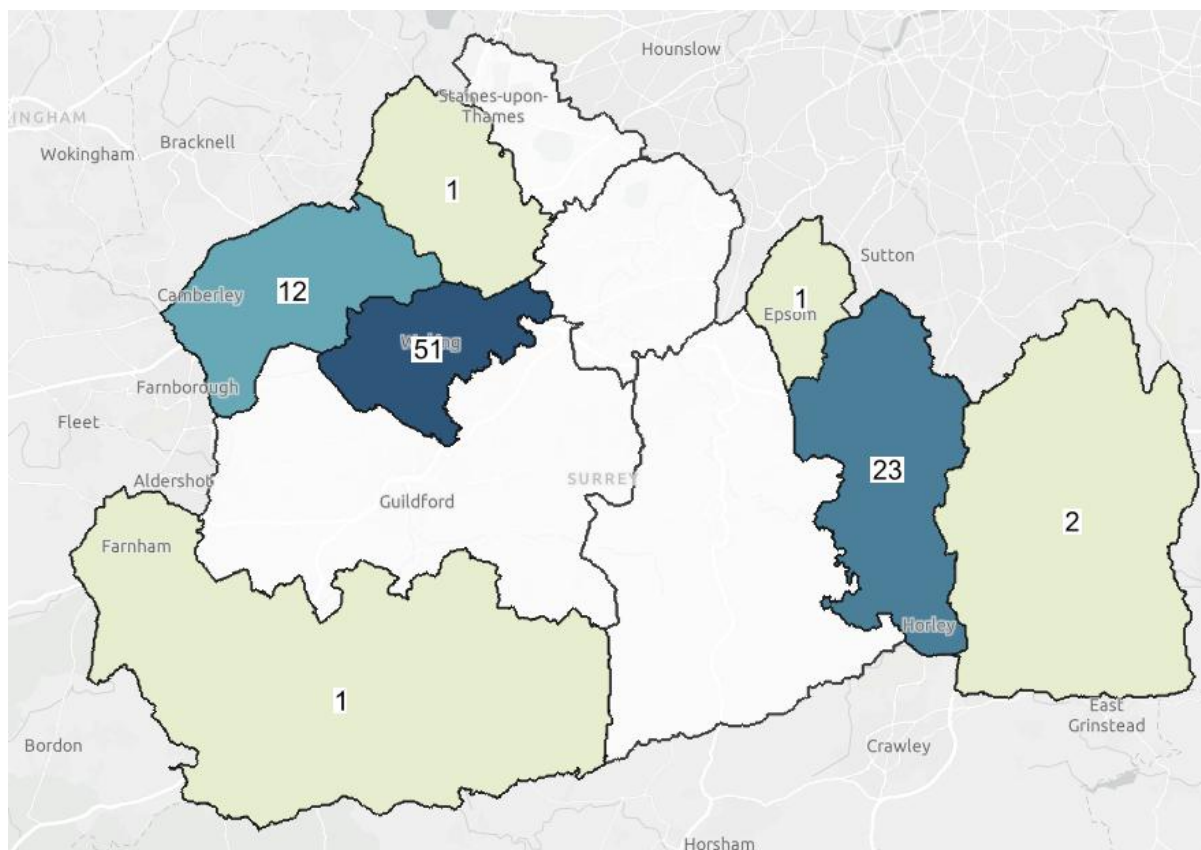 Hounslow
Staines-upon-
Thames
INGHAM
Bracknell
Wokingham
1
Sutton
Camberley
12
1
Epsom
51
Farnborough
Fleet
23
Aldershot
SURREY
Guildford
2
Farnham
Horley
1
East
Grinstead
Bordon
Crawley
Horsham